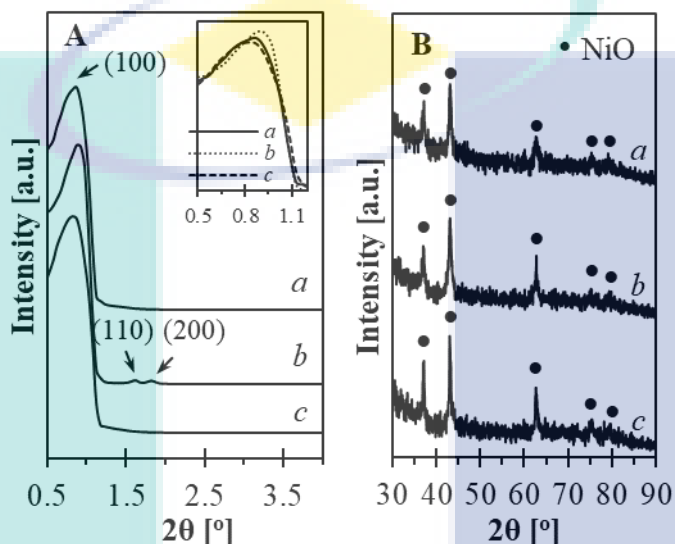 A
(100)
a
b
c
0.5 0.8 1.1
a
(110) (200)
b
c
Intensity [a.u.]
0.5 1.5 2.5 3.5
2θ [º]
B
• NiO
a
b
c
Intensity [a.u.]
30 40 50 60 70 80 90
2θ [º]